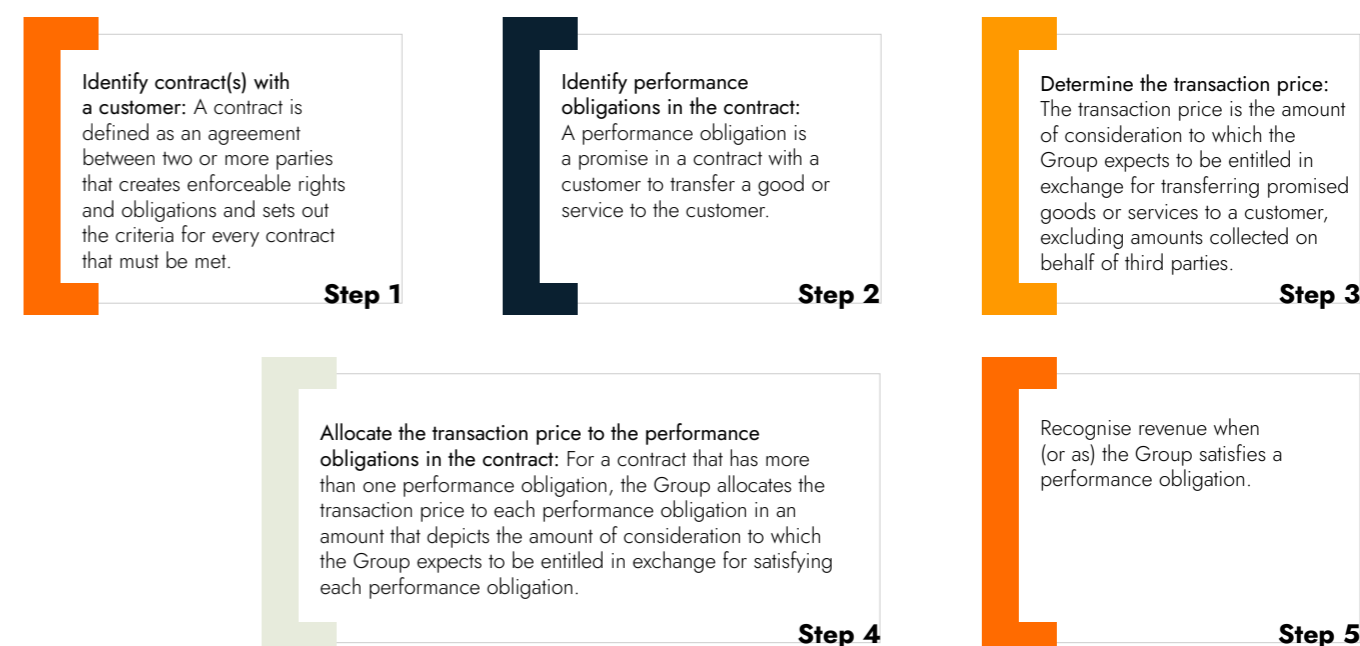 Identify contract(s) with
a customer: A contract is
defined as an agreement
between two or more parties
that creates enforceable rights
and obligations and sets out
the criteria for every contract
that must be met.
Step 1
Identify performance
obligations in the contract:
A performance obligation is
a promise in a contract with a
customer to transfer a good or
service to the customer.
Step 2
Determine the transaction price:
The transaction price is the amount
of consideration to which the
Group expects to be entitled in
exchange for transferring promised
goods or services to a customer,
excluding amounts collected on
behalf of third parties.
Step 3
Allocate the transaction price to the performance
obligations in the contract: For a contract that has more
than one performance obligation, the Group allocates the
transaction price to each performance obligation in an
amount that depicts the amount of consideration to which
the Group expects to be entitled in exchange for satisfying
each performance obligation.
Step 4
Recognise revenue when
(or as) the Group satisfies a
performance obligation.
Step 5